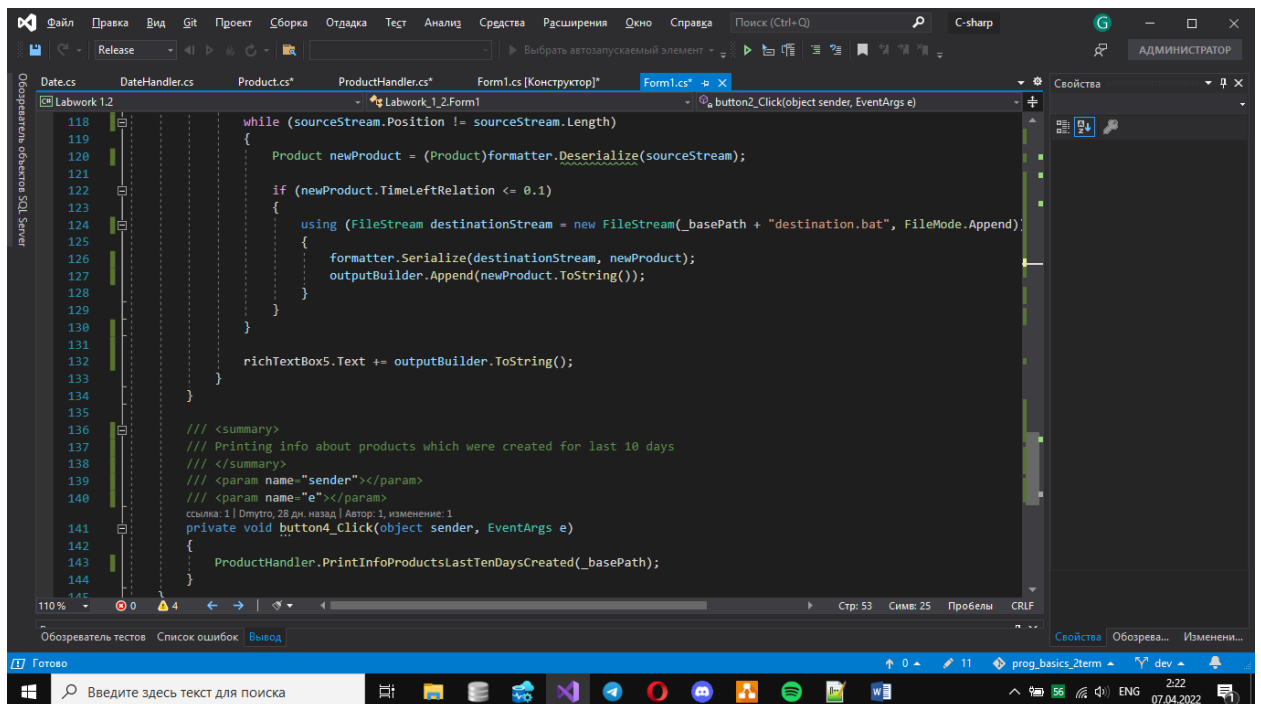 Файл Правка Вид Git Проект Сборка Отладка Тест Анализ Средства Расширения Окно Справка Поиск (Ctrl+Q) C-sharp G
Release Выбрать автозапускаемый элемент АДМИНИСТРАТОР
Обозреватель объектов SQL Server
Date.cs DateHandler.cs Product.cs* ProductHandler.cs* Form1.cs [Конструктор]* Form1.cs* Свойства
Labwork 1.2 Labwork_1_2.Form1 button2_Click(object sender, EventArgs e)
118 while (sourceStream.Position != sourceStream.Length)
119 {
120 Product newProduct = (Product)formatter.Deserialize(sourceStream);
121
122 if (newProduct.TimeLeftRelation <= 0.1)
123 {
124 using (FileStream destinationStream = new FileStream(_basePath + "destination.bat", FileMode.Append))
125 {
126 formatter.Serialize(destinationStream, newProduct);
127 outputBuilder.Append(newProduct.ToString());
128 }
129 }
130 }
131
132 richTextBox5.Text += outputBuilder.ToString();
133 }
134 }
135
136 /// <summary>
137 /// Printing info about products which were created for last 10 days
138 /// </summary>
139 /// <param name="sender"></param>
140 /// <param name="e"></param>
ссылка: 1 | Dmytro, 28 дн. назад | Автор: 1, изменение: 1
141 private void button4_Click(object sender, EventArgs e)
142 {
143 ProductHandler.PrintInfoProductsLastTenDaysCreated(_basePath);
144 }
145 }
110 % 0 4 Стр: 53 Симв: 25 Пробелы CRLF
Обозреватель тестов Список ошибок Вывод Свойства Обозрева... Изменени...
Готово 0 11 prog_basics_2term dev
Введите здесь текст для поиска 56 ENG 2:22
07.04.2022